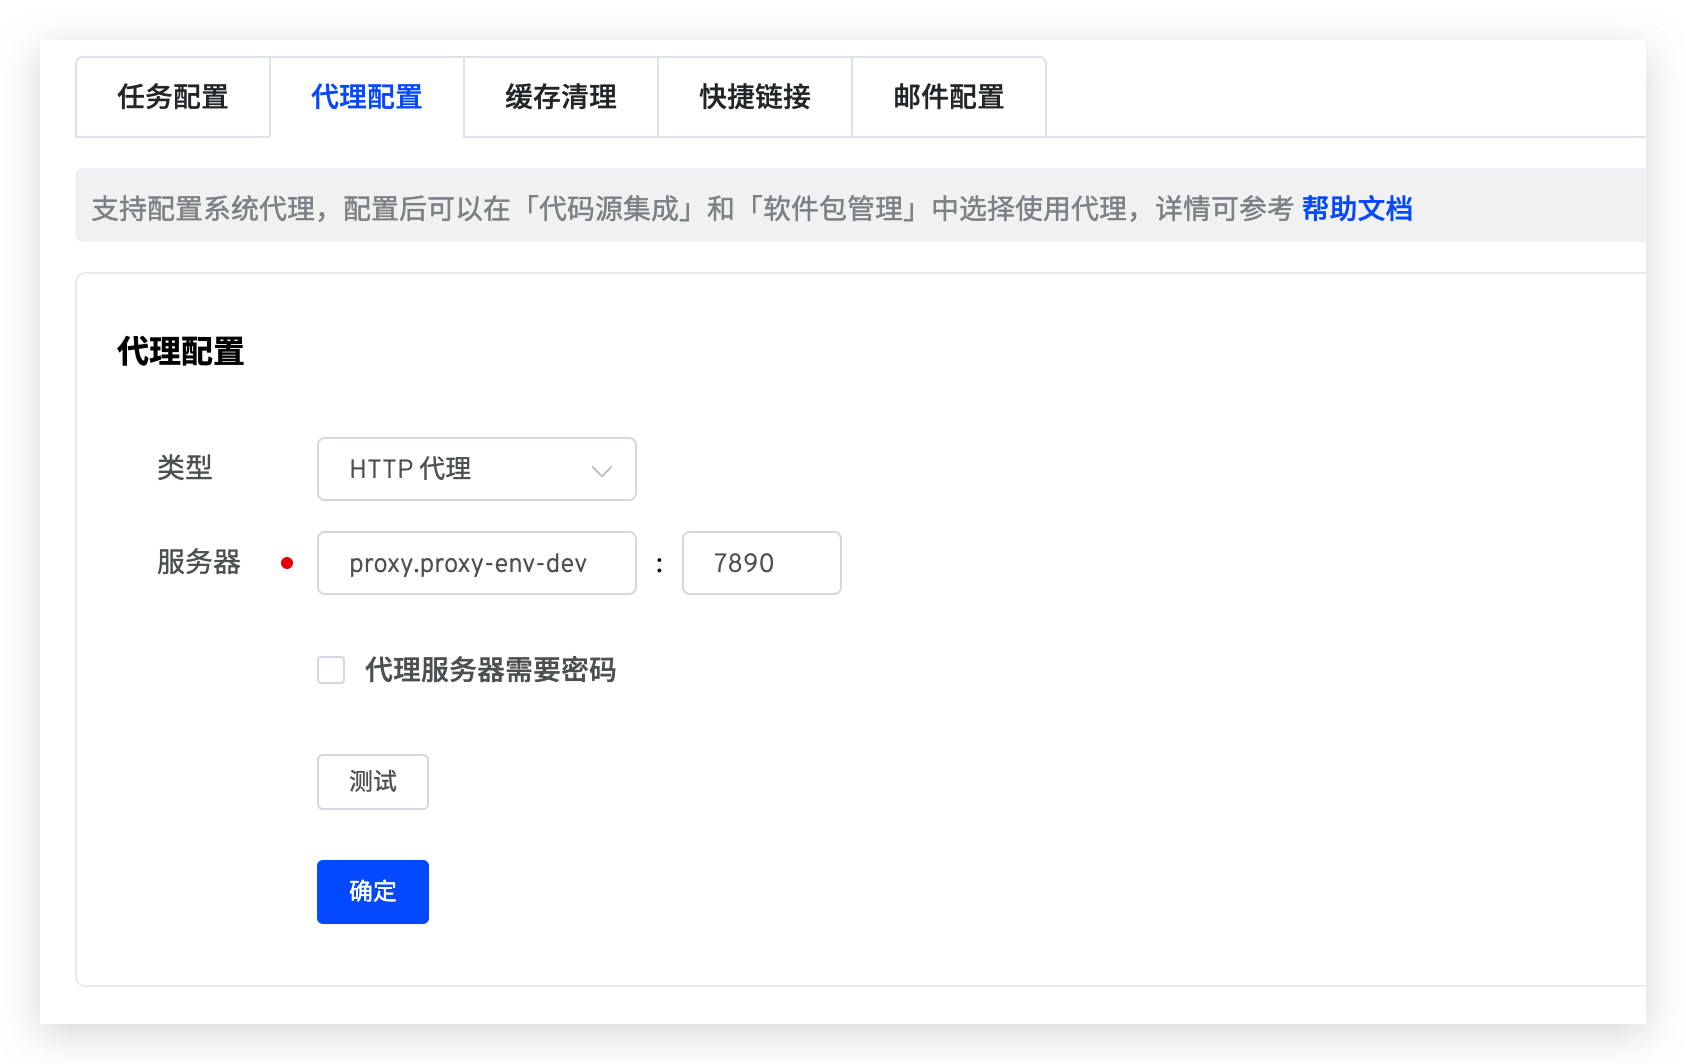 任务配置 代理配置 缓存清理 快捷链接 邮件配置
支持配置系统代理，配置后可以在「代码源集成」和「软件包管理」中选择使用代理，详情可参考 帮助文档
代理配置
类型 HTTP 代理
服务器 proxy.proxy-env-dev : 7890
代理服务器需要密码
测试
确定